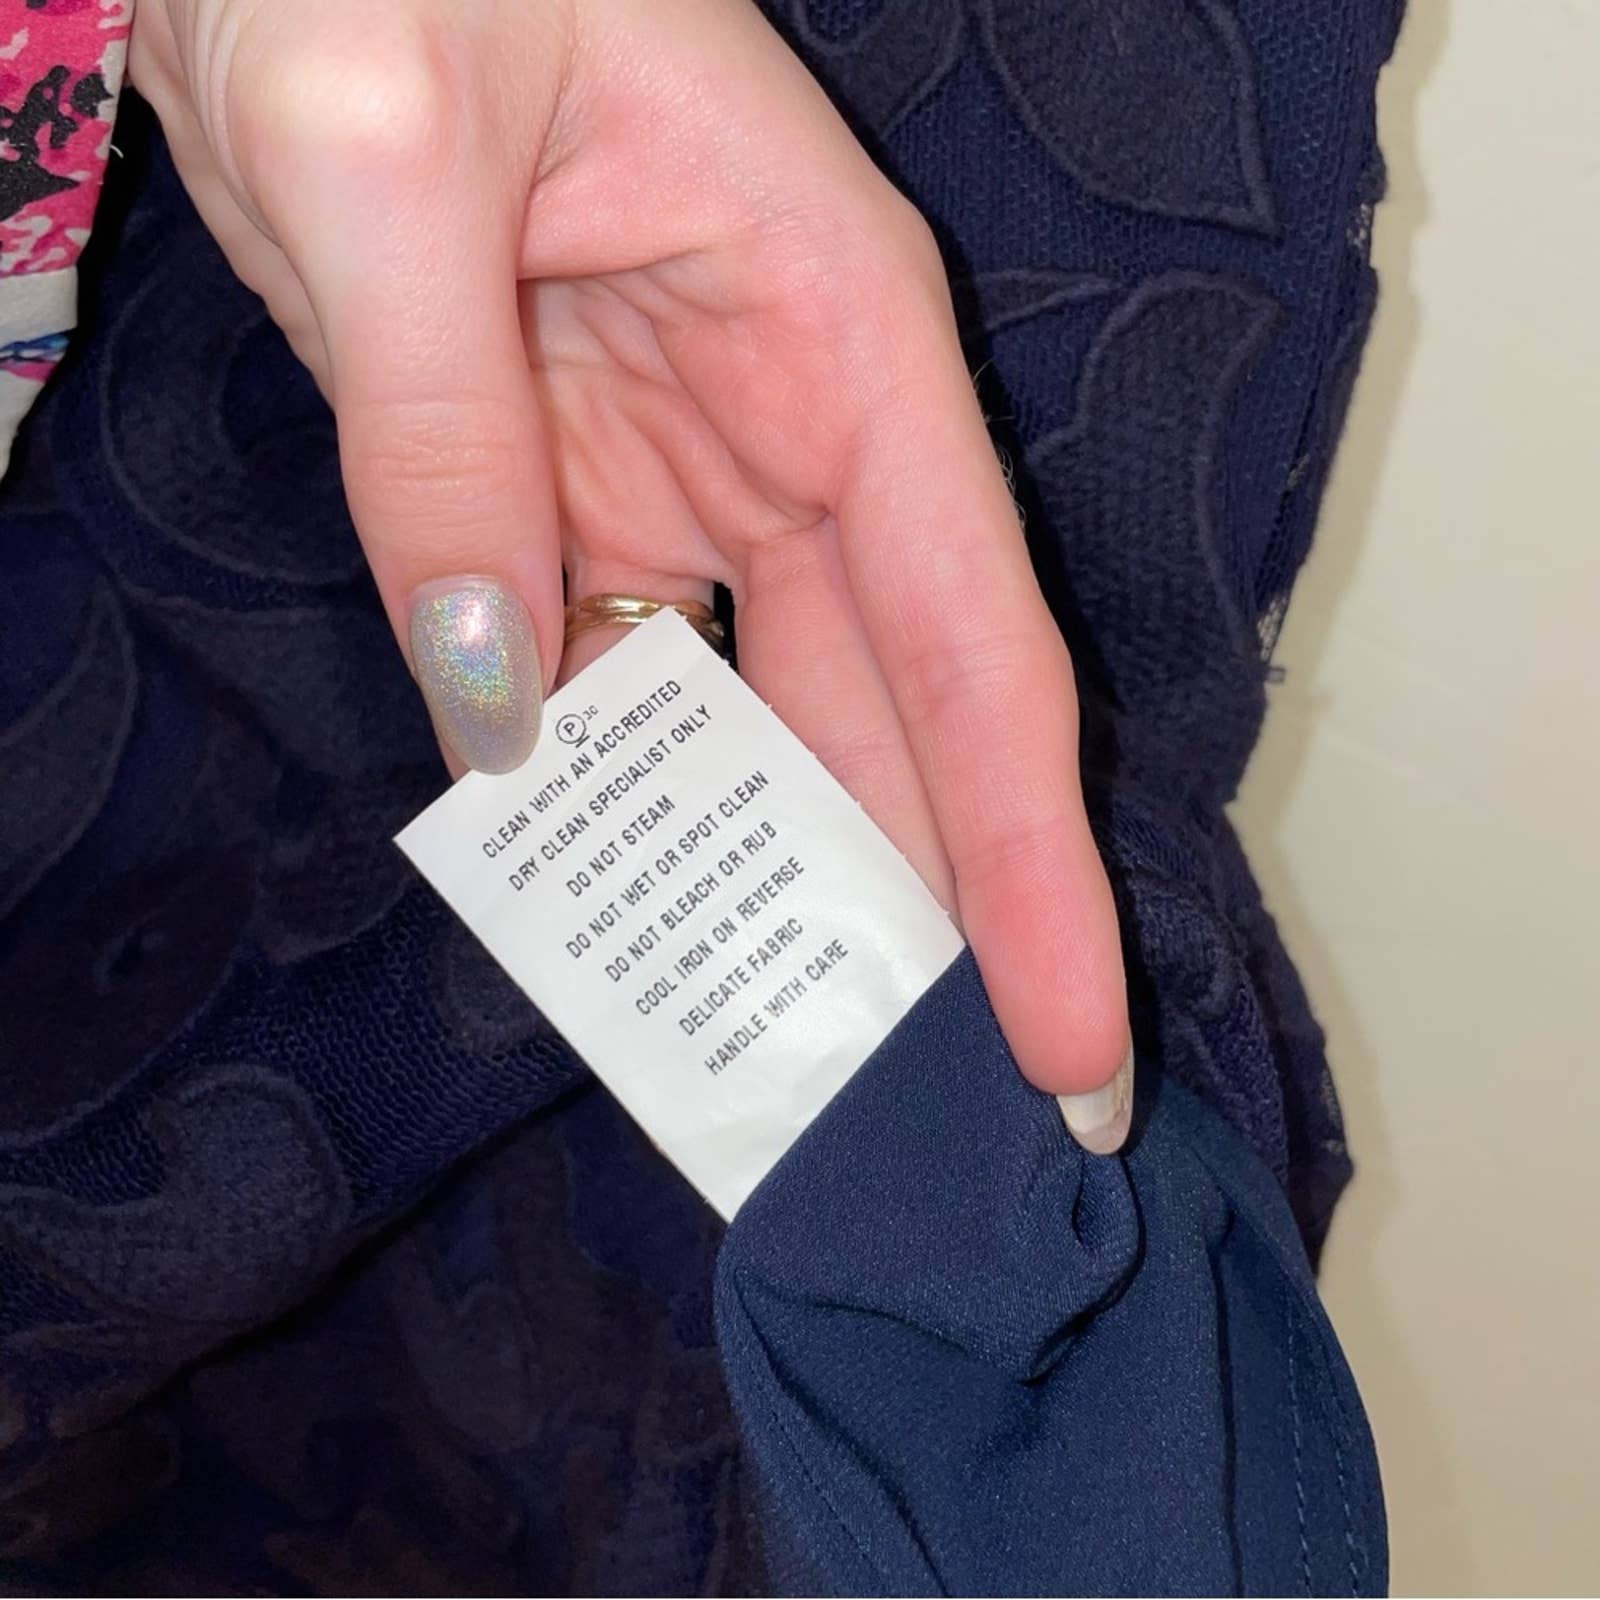 P 30
CLEAN WITH AN ACCREDITED
DRY CLEAN SPECIALIST ONLY
DO NOT STEAM
DO NOT WET OR SPOT CLEAN
DO NOT BLEACH OR RUB
COOL IRON ON REVERSE
DELICATE FABRIC
HANDLE WITH CARE